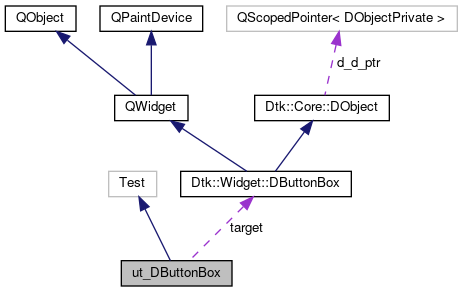 QObject
QPaintDevice
QScopedPointer< DObjectPrivate >
d_d_ptr
QWidget
Dtk::Core::DObject
Test
Dtk::Widget::DButtonBox
target
ut_DButtonBox